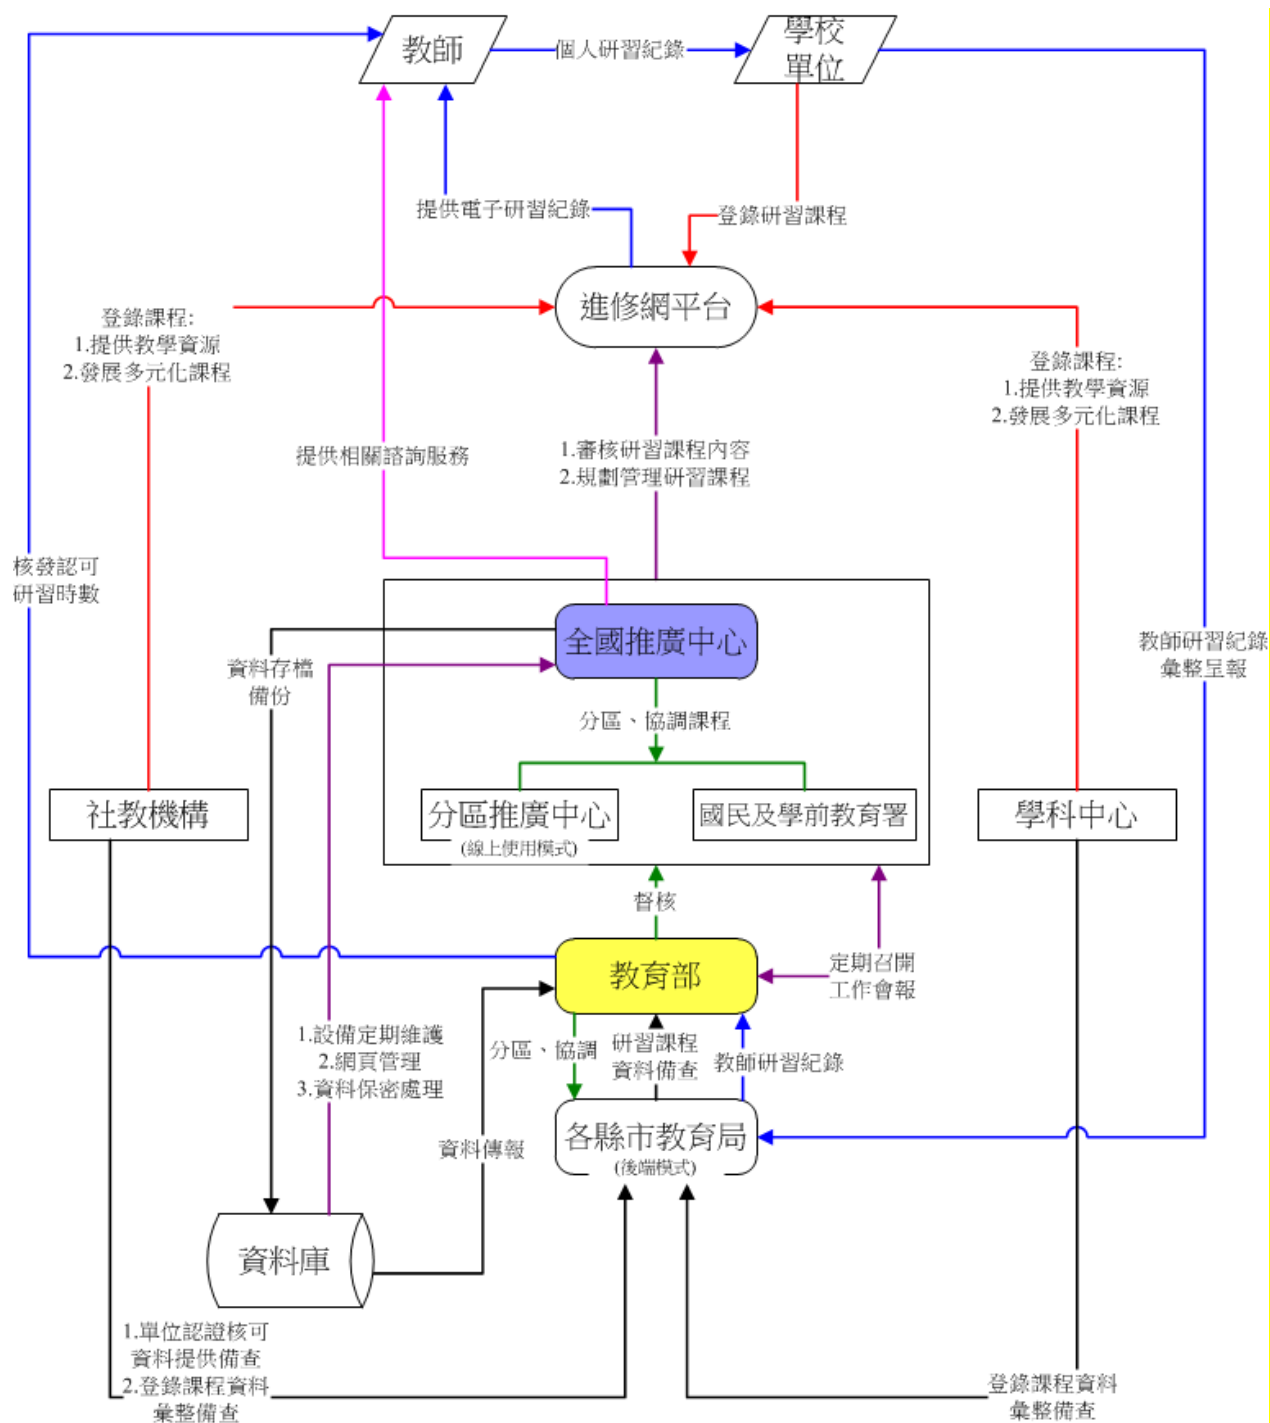 教師
個人研習紀錄
學校
單位
提供電子研習紀錄
登錄研習課程
進修網平台
登錄課程:
1.提供教學資源
2.發展多元化課程
登錄課程:
1.提供教學資源
2.發展多元化課程
提供相關諮詢服務
1.審核研習課程內容
2.規劃管理研習課程
核發認可
研習時數
全國推廣中心
資料存檔
備份
教師研習紀錄
彙整呈報
分區、協調課程
社教機構
分區推廣中心
(線上使用模式)
國民及學前教育署
學科中心
督核
教育部
定期召開
工作會報
1.設備定期維護
2.網頁管理
3.資料保密處理
分區、協調
研習課程
資料備查
教師研習紀錄
各縣市教育局
(後端模式)
資料傳報
資料庫
1.單位認證核可
資料提供備查
2.登錄課程資料
彙整備查
登錄課程資料
彙整備查